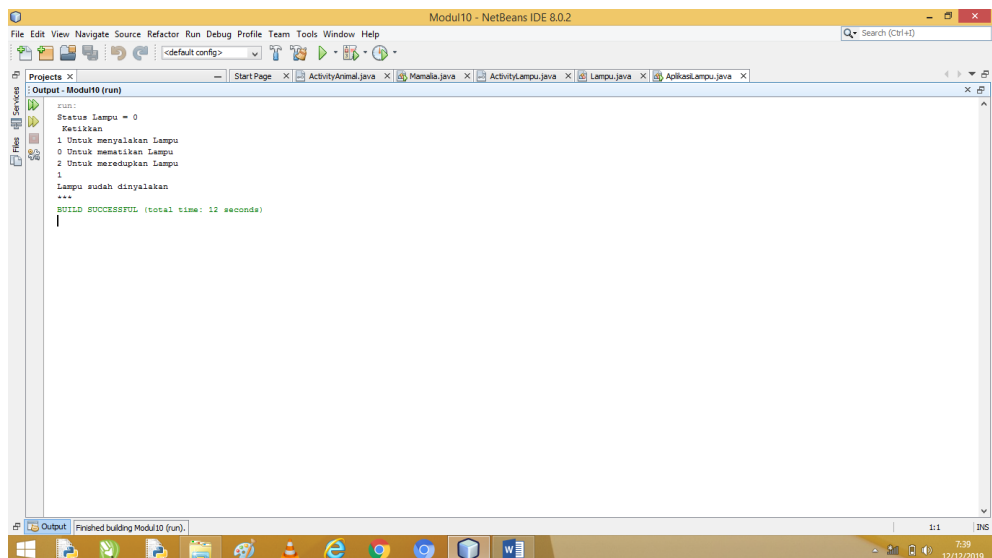 Modul10 - NetBeans IDE 8.0.2
File Edit View Navigate Source Refactor Run Debug Profile Team Tools Window Help
Search (Ctrl+I)
<default config>
Projects
Start Page ActivityAnimal.java Mamalia.java ActivityLampu.java Lampu.java AplikasiLampu.java
Services
Files
Output - Modul10 (run)
run:
Status Lampu = 0
Ketikkan
1 Untuk menyalakan Lampu
0 Untuk mematikan Lampu
2 Untuk meredupkan Lampu
1
Lampu sudah dinyalakan
***
BUILD SUCCESSFUL (total time: 12 seconds)
Output Finished building Modul10 (run).
1:1 INS
7:39
12/12/2019